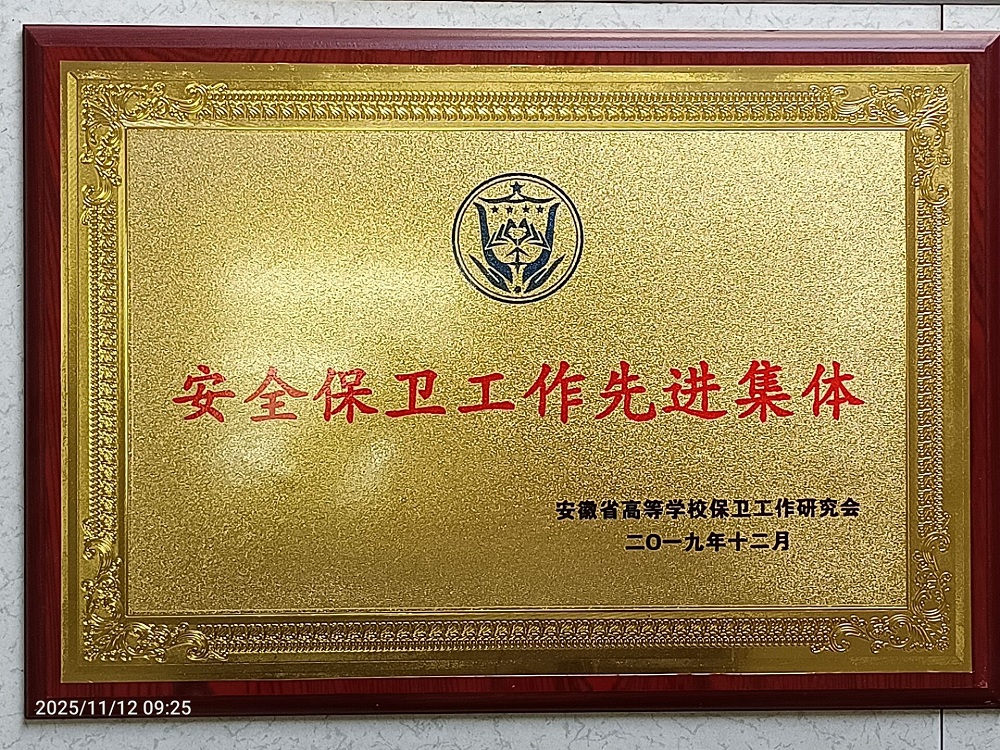 安全保卫工作先进集体
安徽省高等学校保卫工作研究会
二〇一九年十二月
2025/11/12 09:25